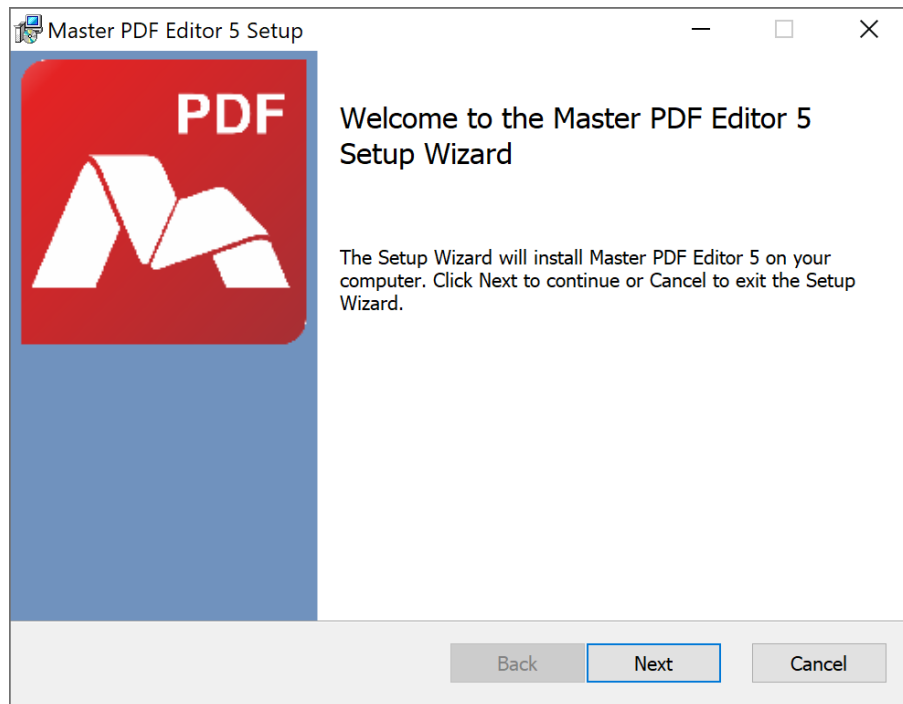 Master PDF Editor 5 Setup
PDF
Welcome to the Master PDF Editor 5
Setup Wizard
The Setup Wizard will install Master PDF Editor 5 on your
computer. Click Next to continue or Cancel to exit the Setup
Wizard.
Back
Next
Cancel